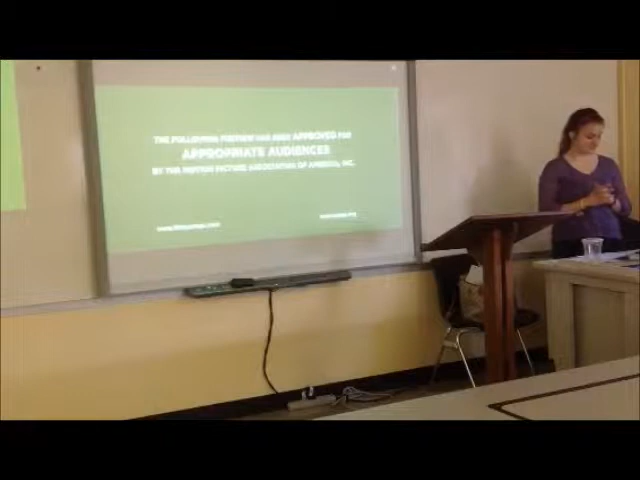 THE FOLLOWING PREVIEW HAS BEEN APPROVED FOR
APPROPRIATE AUDIENCES
BY THE MOTION PICTURE ASSOCIATION OF AMERICA, INC.